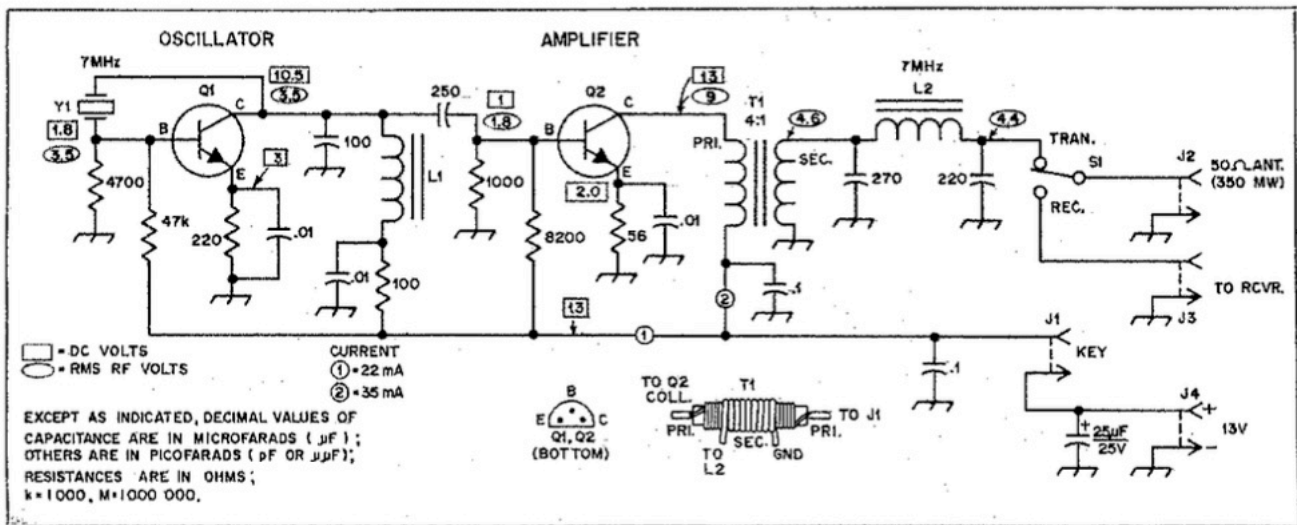 OSCILLATOR
AMPLIFIER
7MHz
Y1
1.8
3.5
B
Q1
C
E
10.5
3.5
3
4700
47k
220
.01
100
L1
.01
100
250
1
1.8
1000
8200
B
Q2
C
E
2.0
56
.01
13
9
T1
4:1
PRI.
SEC.
4.6
7MHz
L2
4.4
270
220
TRAN.
S1
REC.
J2
50Ω ANT.
(350 MW)
TO RCVR.
J3
2
.1
13
1
J1
KEY
.1
J4
+
13V
-
+
25µF
25V
= DC VOLTS
= RMS RF VOLTS
CURRENT
1 = 22 mA
2 = 35 mA
EXCEPT AS INDICATED, DECIMAL VALUES OF
CAPACITANCE ARE IN MICROFARADS ( µF ) ;
OTHERS ARE IN PICOFARADS ( pF OR µµF);
RESISTANCES ARE IN OHMS ;
k=1000, M=1000 000.
B
E
C
Q1, Q2
(BOTTOM)
TO Q2
COLL.
T1
TO J1
PRI.
SEC.
PRI.
TO
L2
GND